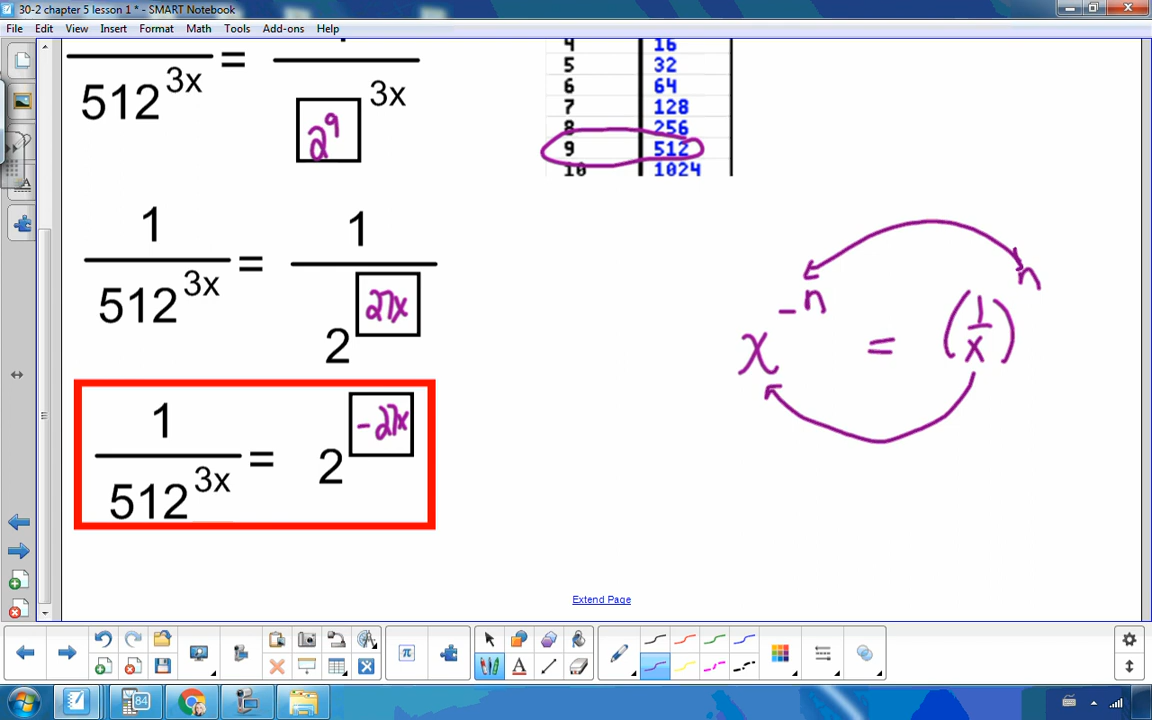 30-2 chapter 5 lesson 1 * - SMART Notebook
File Edit View Insert Format Math Tools Add-ons Help
512^3x = 2^9 3x
4 16
5 32
6 64
7 128
8 256
9 512
10 1024
1 1
512^3x = 2^27x
x^-n = (1/x)^n
1
512^3x = 2^-27x
Extend Page
π
A
84